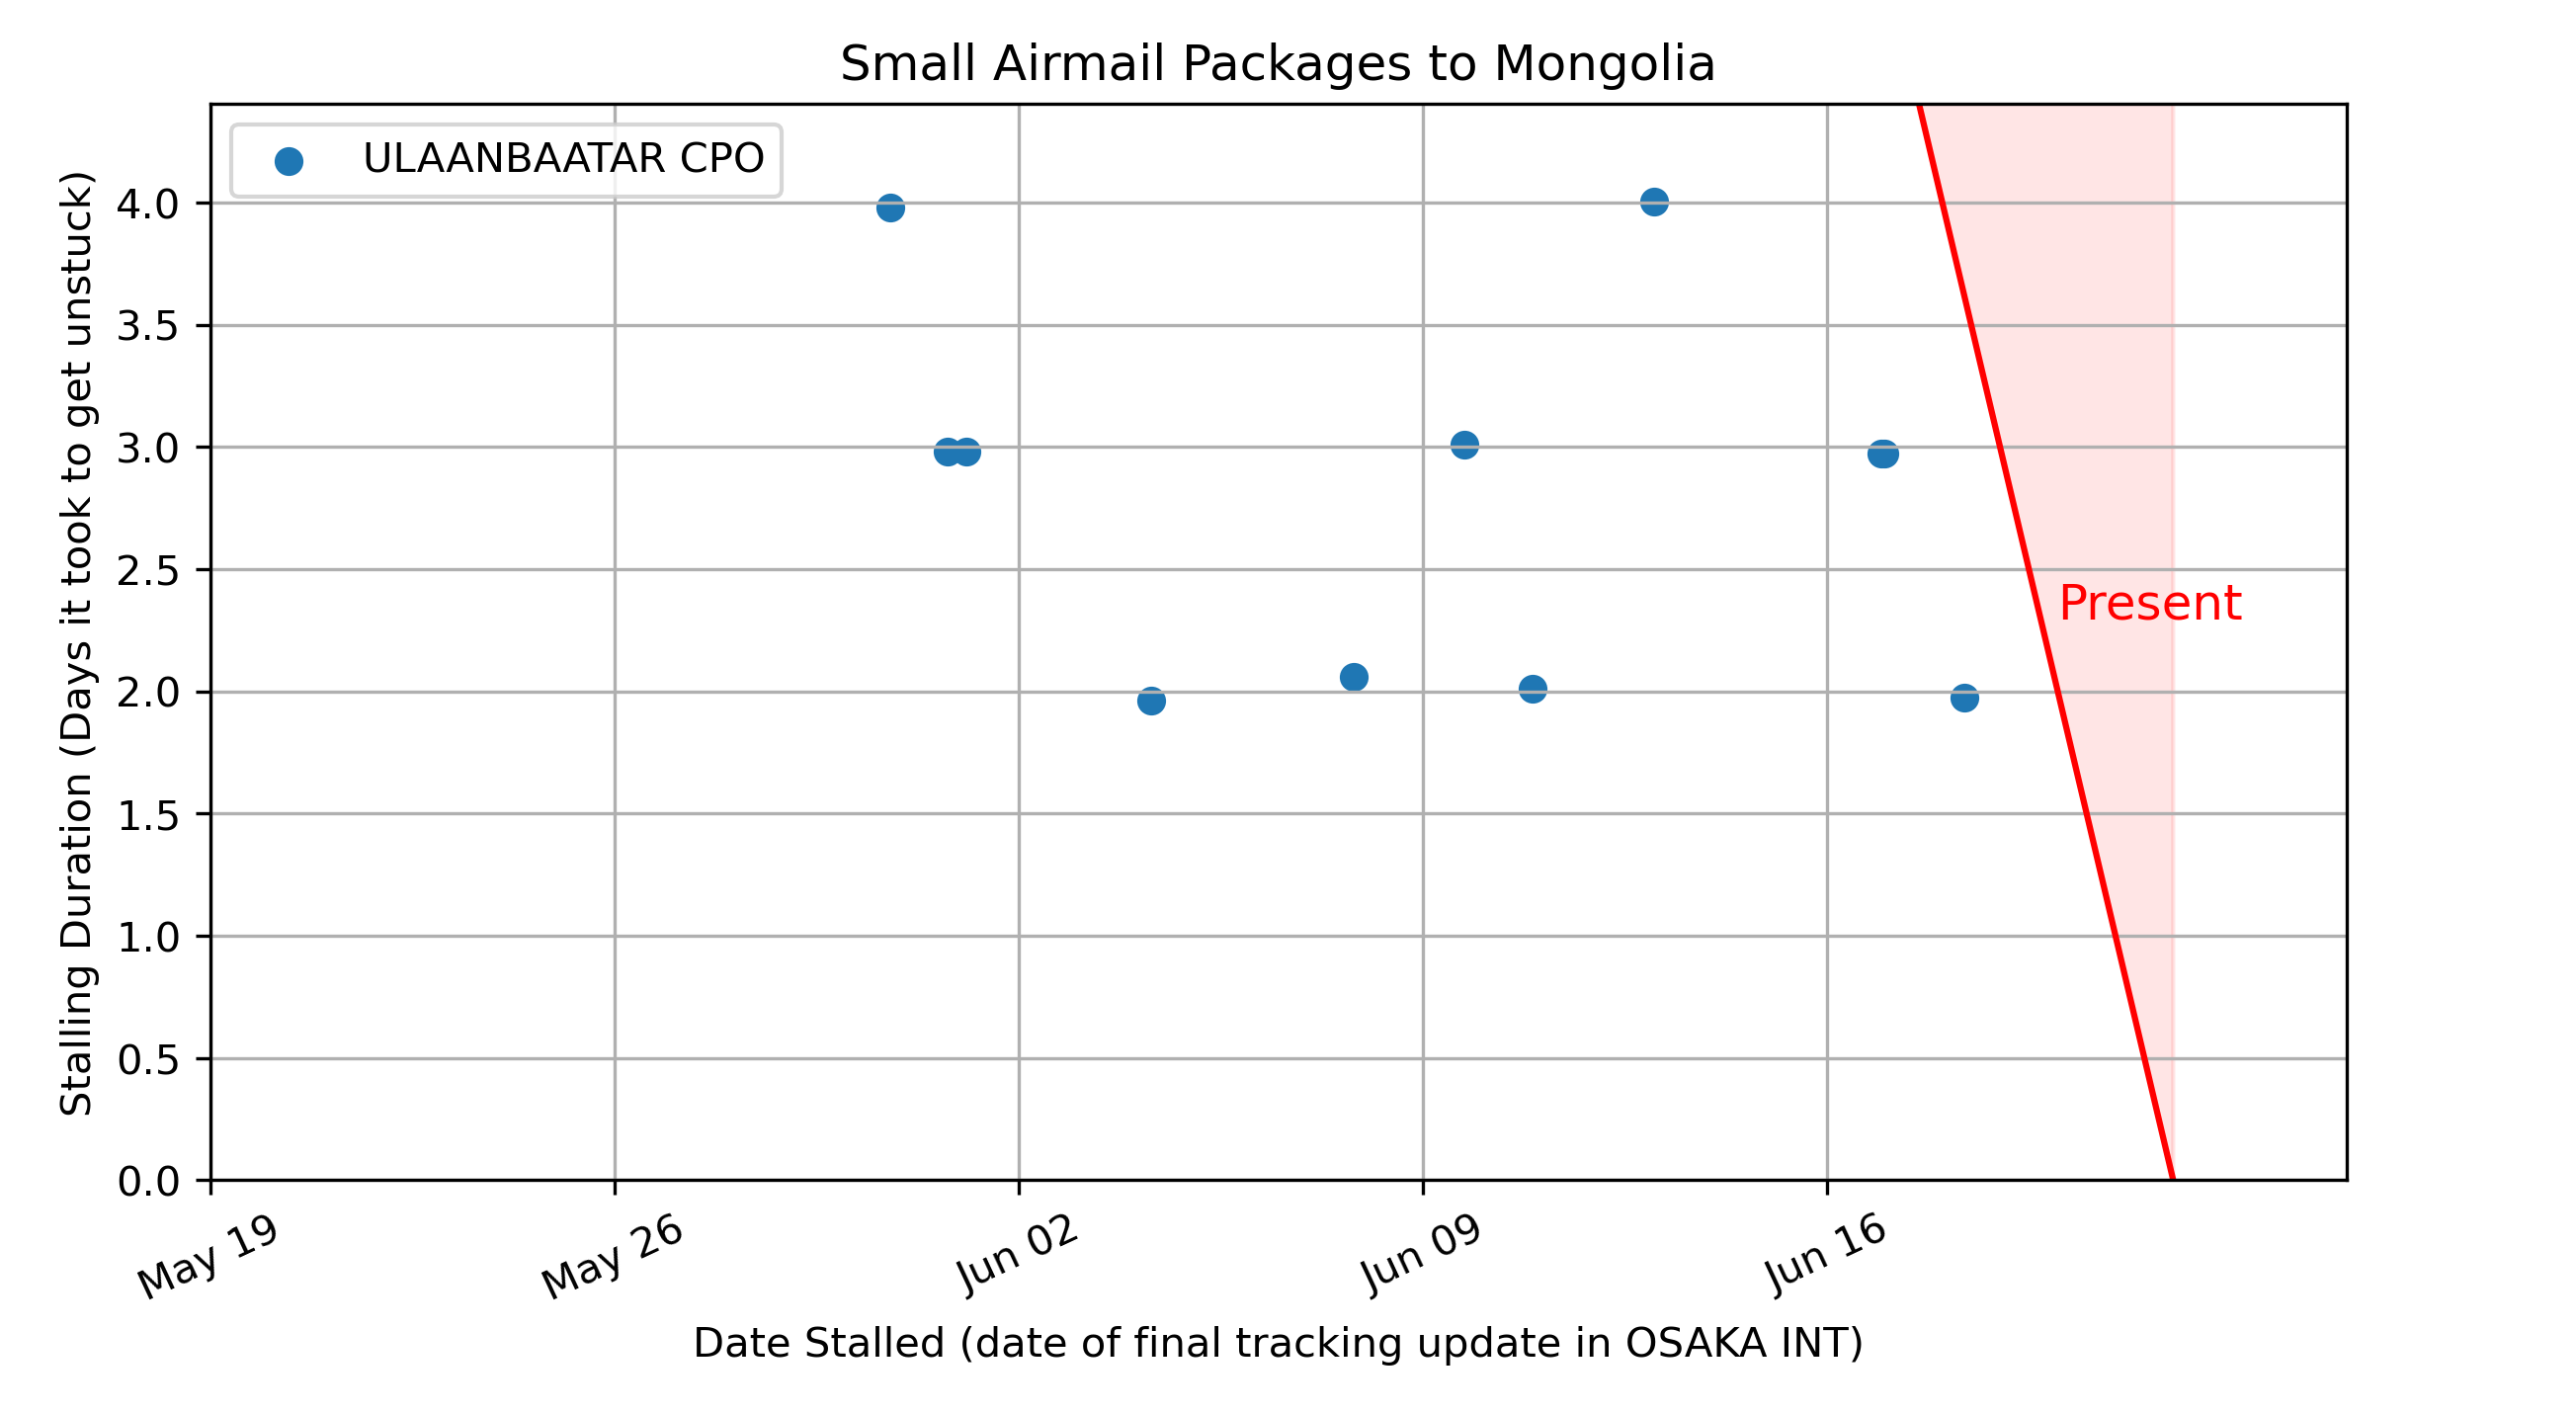 Small Airmail Packages to Mongolia
ULAANBAATAR CPO
Stalling Duration (Days it took to get unstuck)
4.0
3.5
3.0
2.5
2.0
1.5
1.0
0.5
0.0
Present
May 19
May 26
Jun 02
Jun 09
Jun 16
Date Stalled (date of final tracking update in OSAKA INT)